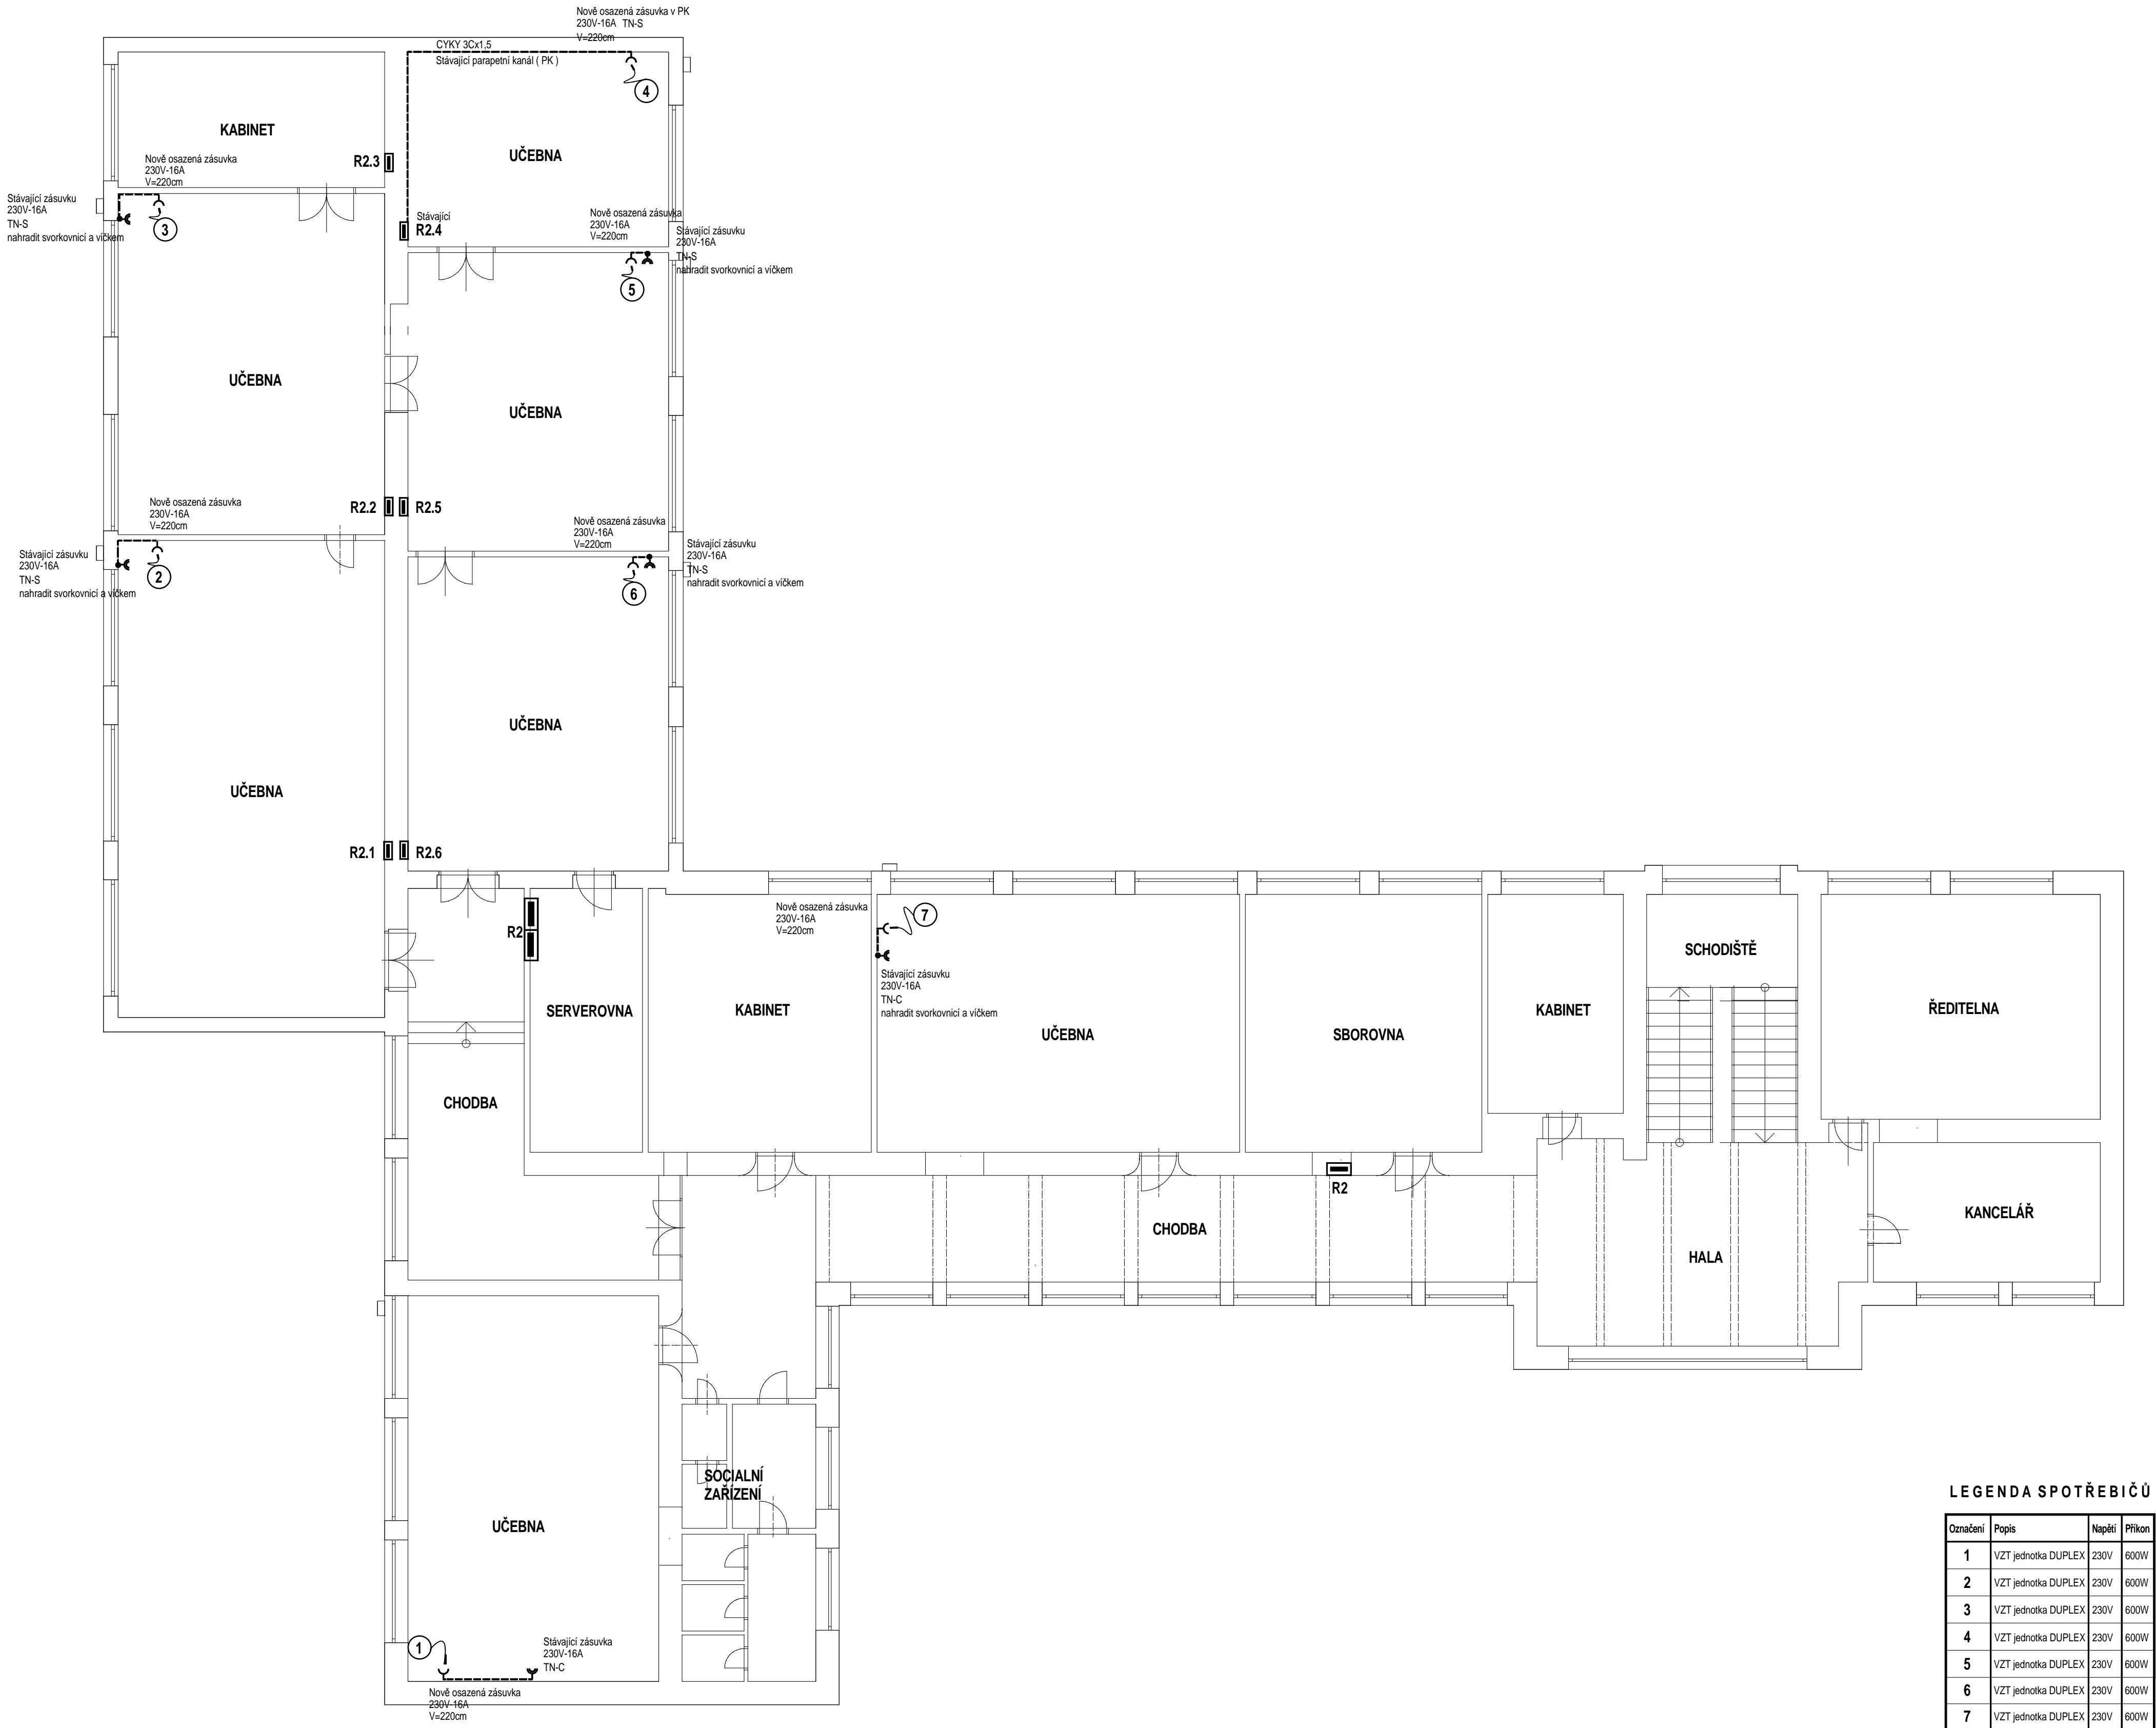 Nově osazená zásuvka v PK
230V-16A TN-S
V=220cm
CYKY 3Cx1,5
Stávající parapetní kanál ( PK )
4
KABINET
UČEBNA
R2.3
Nově osazená zásuvka
230V-16A
V=220cm
Stávající zásuvku
230V-16A
TN-S
nahradit svorkovnicí a víčkem
3
Stávající
R2.4
Nově osazená zásuvka
230V-16A
V=220cm
Stávající zásuvku
230V-16A
TN-S
nahradit svorkovnicí a víčkem
5
UČEBNA
UČEBNA
Nově osazená zásuvka
230V-16A
V=220cm
R2.2
R2.5
Nově osazená zásuvka
230V-16A
V=220cm
Stávající zásuvku
230V-16A
TN-S
nahradit svorkovnicí a víčkem
2
Stávající zásuvku
230V-16A
TN-S
nahradit svorkovnicí a víčkem
6
UČEBNA
UČEBNA
R2.1
R2.6
Nově osazená zásuvka
230V-16A
V=220cm
7
R2
Stávající zásuvku
230V-16A
TN-C
nahradit svorkovnicí a víčkem
SERVEROVNA
KABINET
UČEBNA
SBOROVNA
KABINET
SCHODIŠTĚ
ŘEDITELNA
CHODBA
R2
CHODBA
HALA
KANCELÁŘ
SOCIALNÍ
ZAŘÍZENÍ
UČEBNA
1
Stávající zásuvka
230V-16A
TN-C
Nově osazená zásuvka
230V-16A
V=220cm
LEGENDA SPOTŘEBIČŮ
Označení Popis Napětí Příkon
1 VZT jednotka DUPLEX 230V 600W
2 VZT jednotka DUPLEX 230V 600W
3 VZT jednotka DUPLEX 230V 600W
4 VZT jednotka DUPLEX 230V 600W
5 VZT jednotka DUPLEX 230V 600W
6 VZT jednotka DUPLEX 230V 600W
7 VZT jednotka DUPLEX 230V 600W